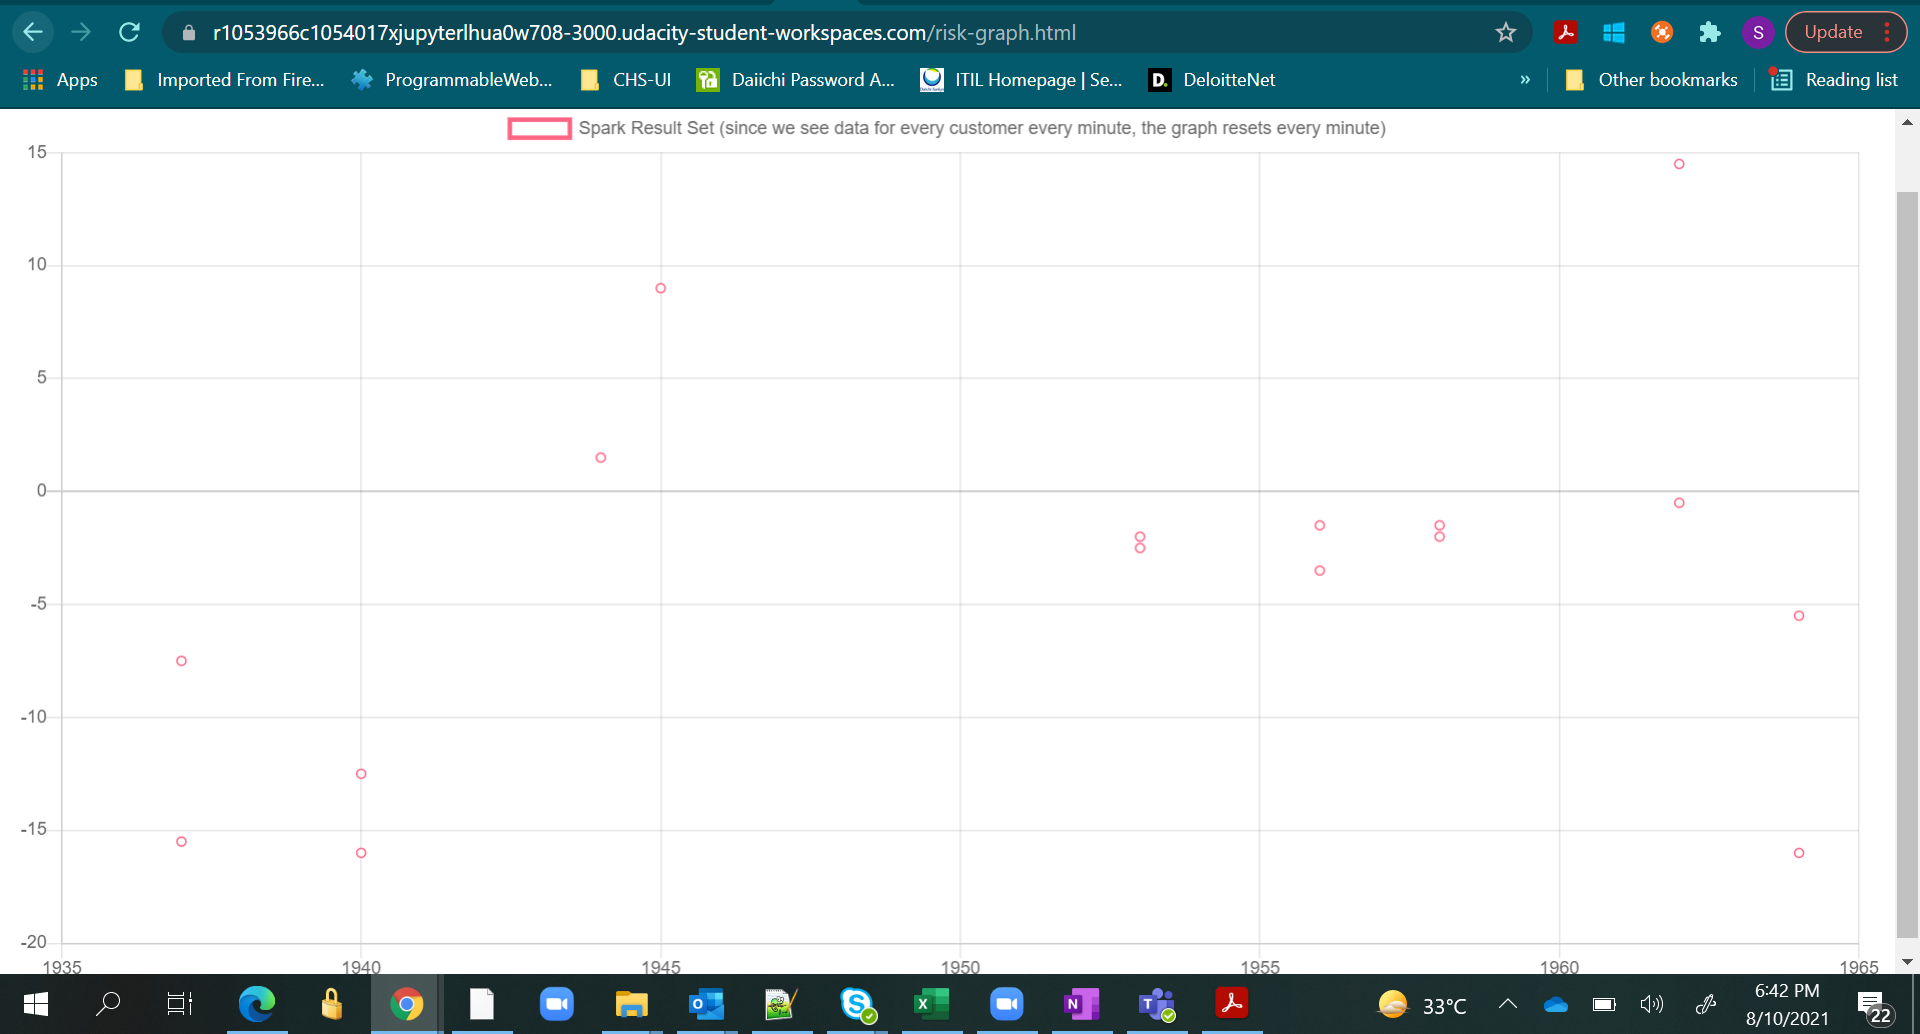 r1053966c1054017xjupyterlhua0w708-3000.udacity-student-workspaces.com/risk-graph.html
S
Update
Apps
Imported From Fire...
ProgrammableWeb...
CHS-UI
Daiichi Password A...
ITIL Homepage | Se...
D.
DeloitteNet
»
Other bookmarks
Reading list
Spark Result Set (since we see data for every customer every minute, the graph resets every minute)
15
10
5
0
-5
-10
-15
-20
1935
1940
1945
1950
1955
1960
1965
33°C
6:42 PM
8/10/2021
22